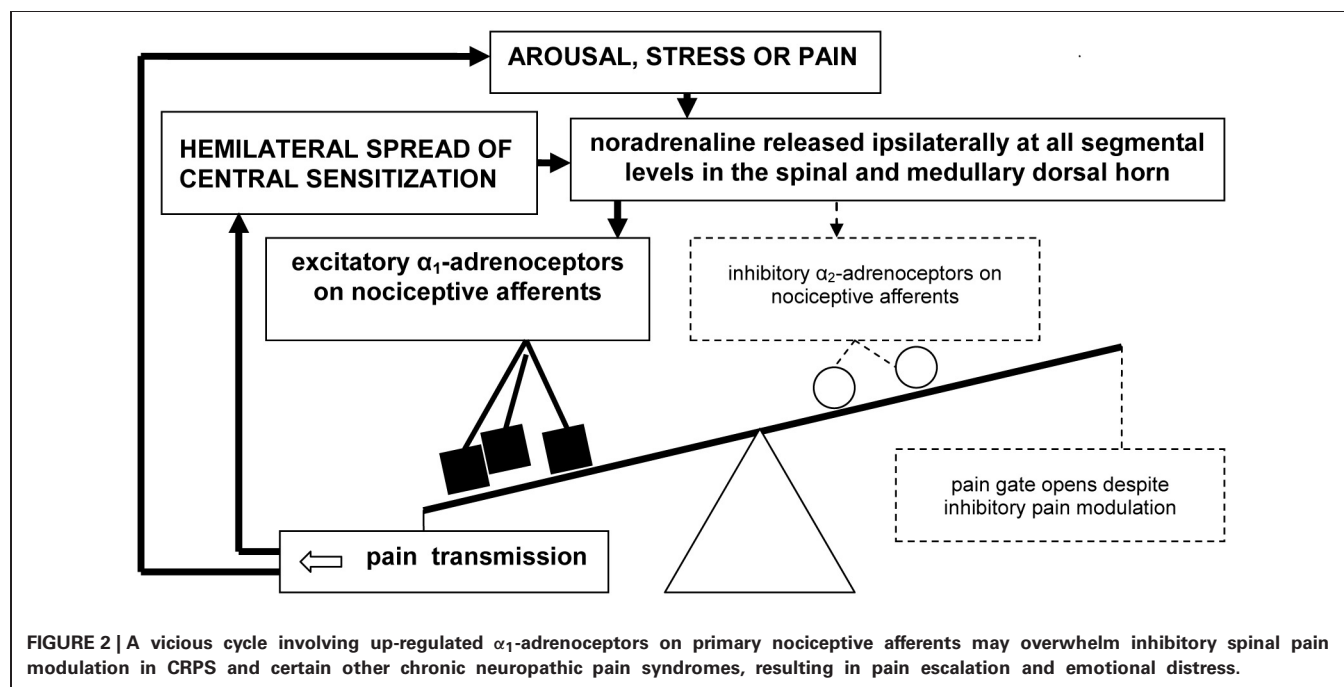 AROUSAL, STRESS OR PAIN
HEMILATERAL SPREAD OF
CENTRAL SENSITIZATION
noradrenaline released ipsilaterally at all segmental
levels in the spinal and medullary dorsal horn
excitatory α₁-adrenoceptors
on nociceptive afferents
inhibitory α₂-adrenoceptors on
nociceptive afferents
pain gate opens despite
inhibitory pain modulation
pain transmission
FIGURE 2 | A vicious cycle involving up-regulated α₁-adrenoceptors on primary nociceptive afferents may overwhelm inhibitory spinal pain
modulation in CRPS and certain other chronic neuropathic pain syndromes, resulting in pain escalation and emotional distress.